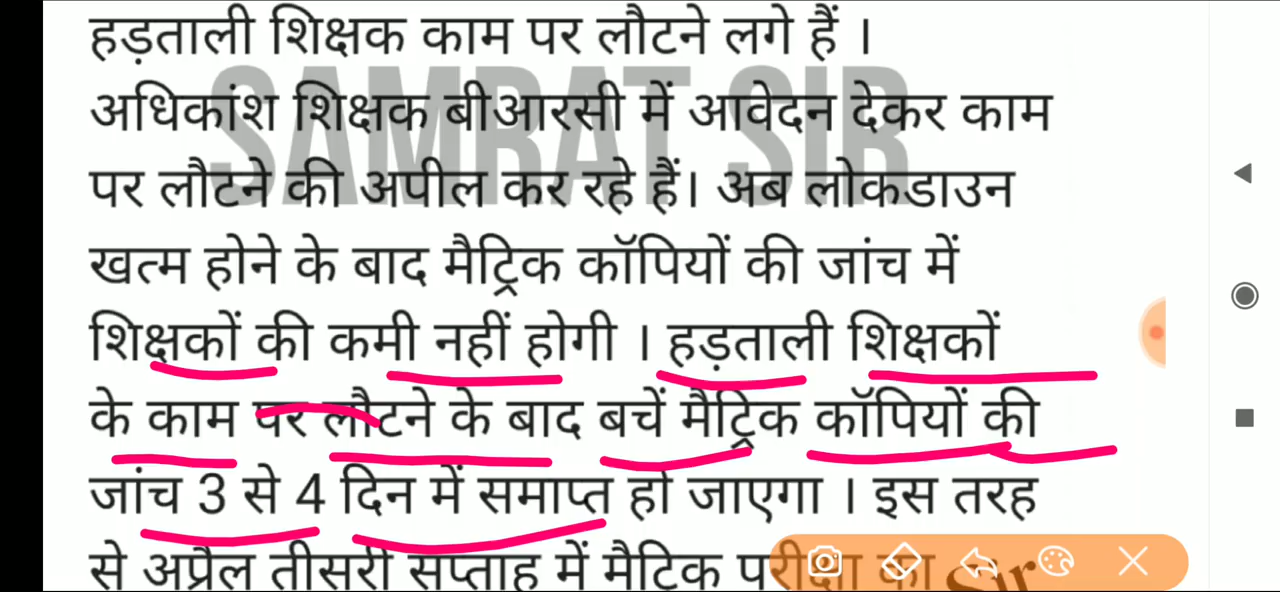 हड़ताली शिक्षक काम पर लौटने लगे हैं ।
अधिकांश शिक्षक बीआरसी में आवेदन देकर काम
पर लौटने की अपील कर रहे हैं। अब लोकडाउन
खत्म होने के बाद मैट्रिक कॉपियों की जांच में
शिक्षकों की कमी नहीं होगी । हड़ताली शिक्षकों
के काम पर लौटने के बाद बचें मैट्रिक कॉपियों की
जांच 3 से 4 दिन में समाप्त हो जाएगा । इस तरह
से अप्रैल तीसरी सप्ताह में मैट्रिक परीक्षा का
SAMRAT SIR
Sir